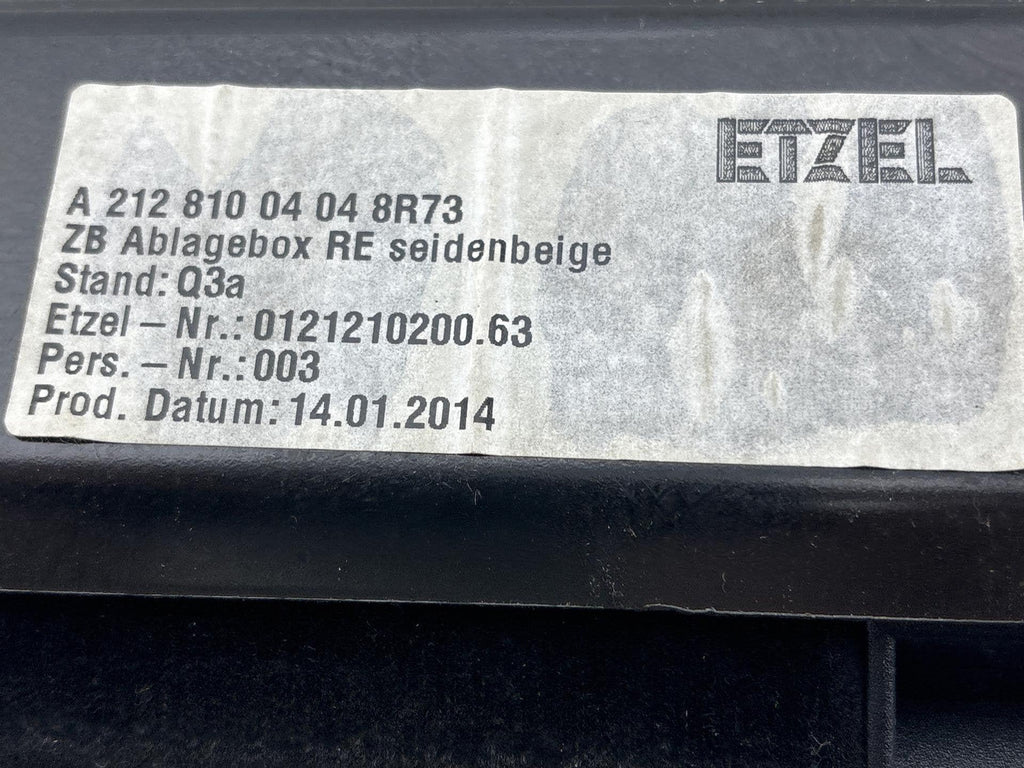 ETZEL
A 212 810 04 04 8R73
ZB Ablagebox RE seidenbeige
Stand: Q3a
Etzel – Nr.: 0121210200.63
Pers. – Nr.: 003
Prod. Datum: 14.01.2014